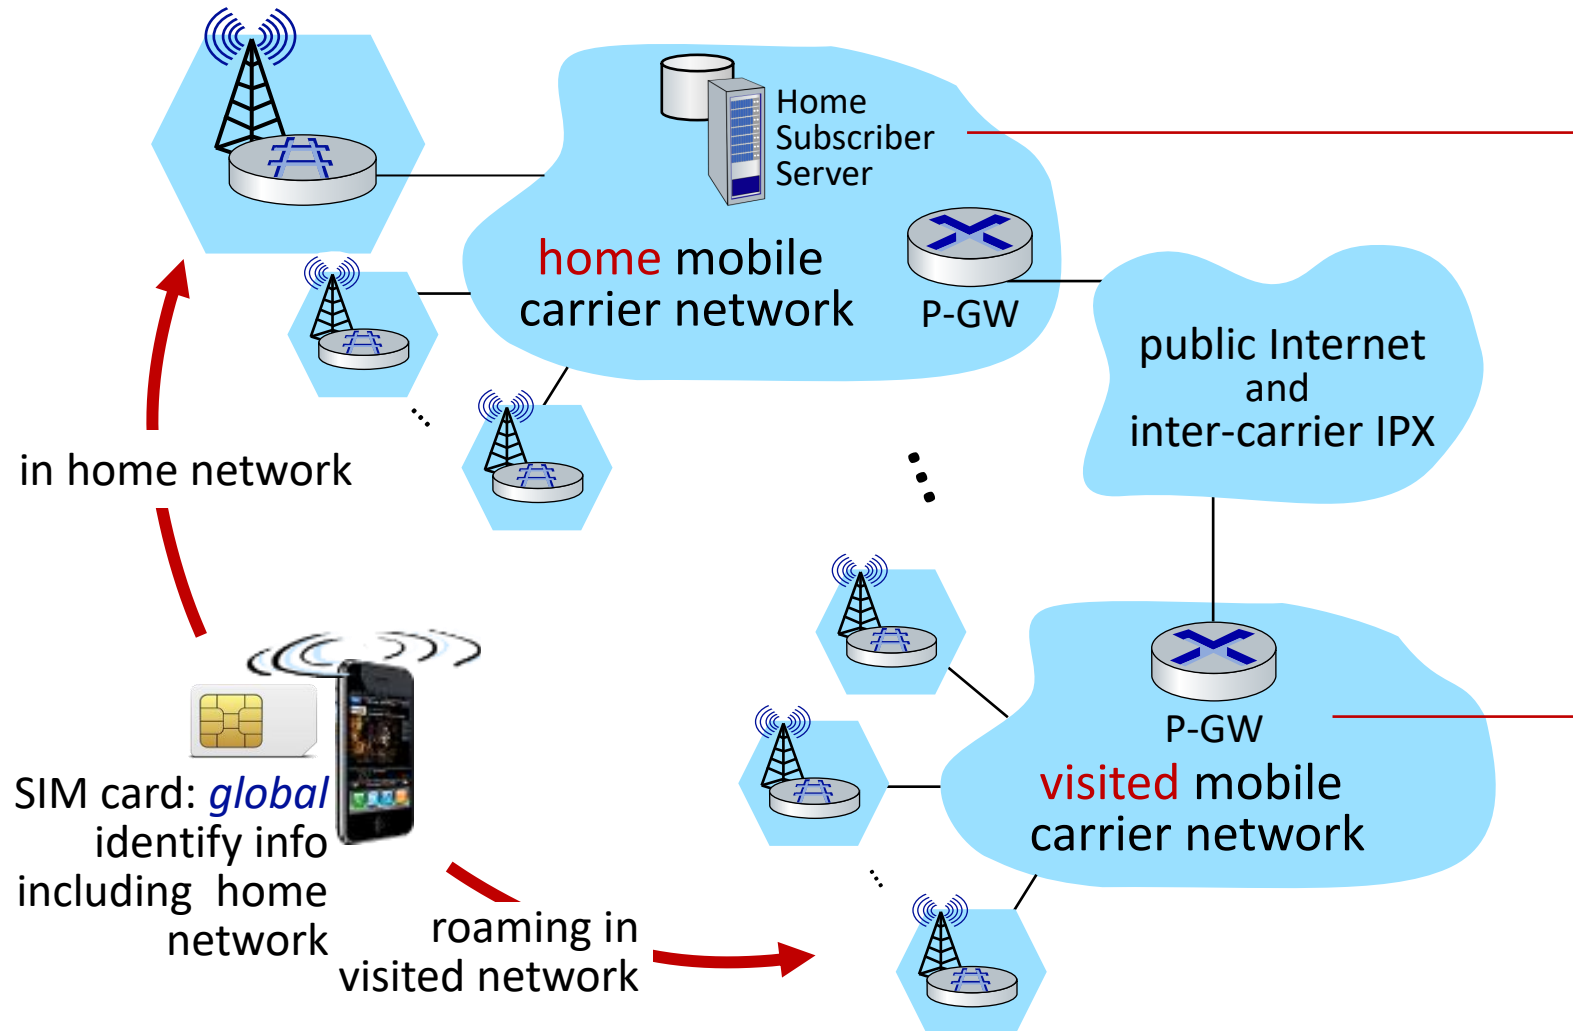 Home
Subscriber
Server
home mobile
carrier network
P-GW
public Internet
and
inter-carrier IPX
in home network
SIM card: global
identify info
including home
network
roaming in
visited network
P-GW
visited mobile
carrier network